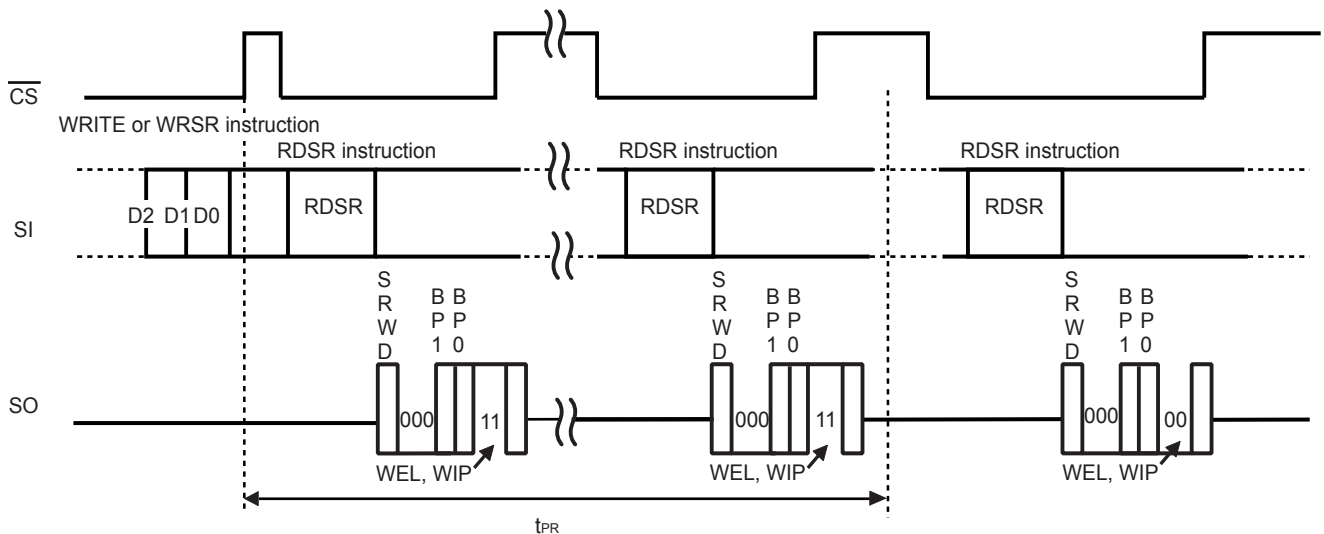 CS
WRITE or WRSR instruction
RDSR instruction RDSR instruction RDSR instruction
SI
D2 D1 D0 RDSR RDSR RDSR
S R W D B P 1 B P 0 S R W D B P 1 B P 0 S R W D B P 1 B P 0
SO
000 11 000 11 000 00
WEL, WIP WEL, WIP WEL, WIP
tPR